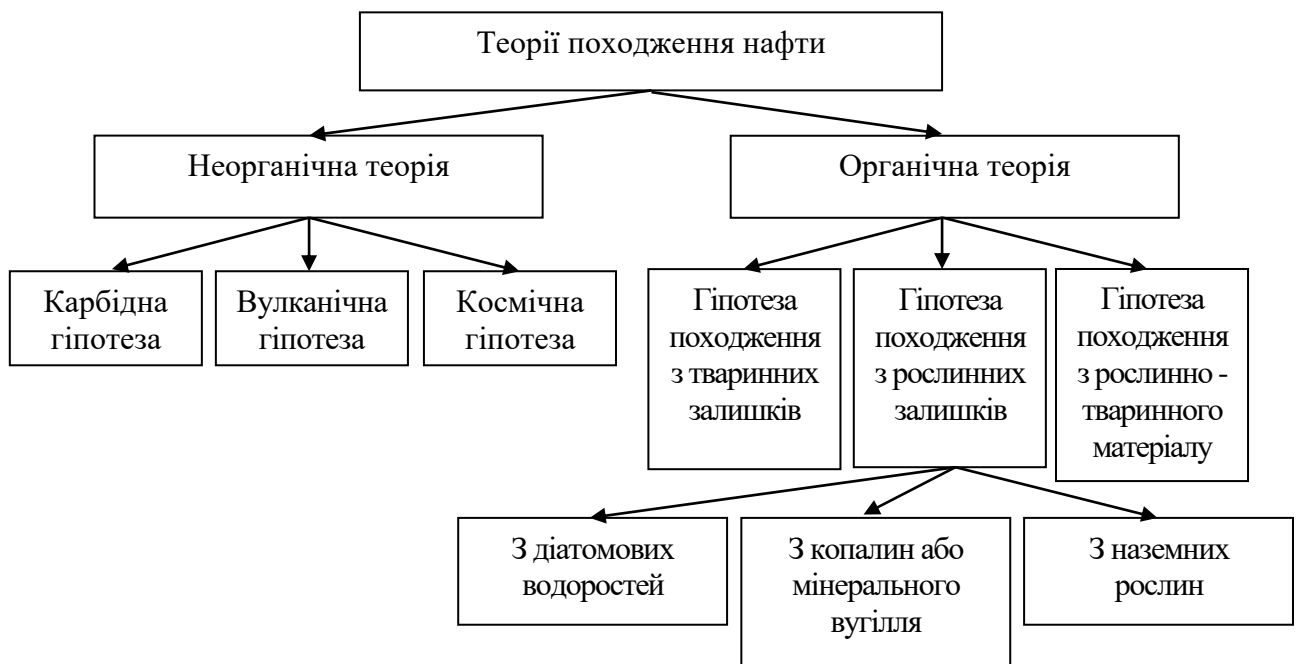 Теорії походження нафти
Неорганічна теорія
Органічна теорія
Карбідна
гіпотеза
Вулканічна
гіпотеза
Космічна
гіпотеза
Гіпотеза
походження
з тваринних
залишків
Гіпотеза
походження
з рослинних
залишків
Гіпотеза
походження
з рослинно -
тваринного
матеріалу
З діатомових
водоростей
З копалин або
мінерального
вугілля
З наземних
рослин